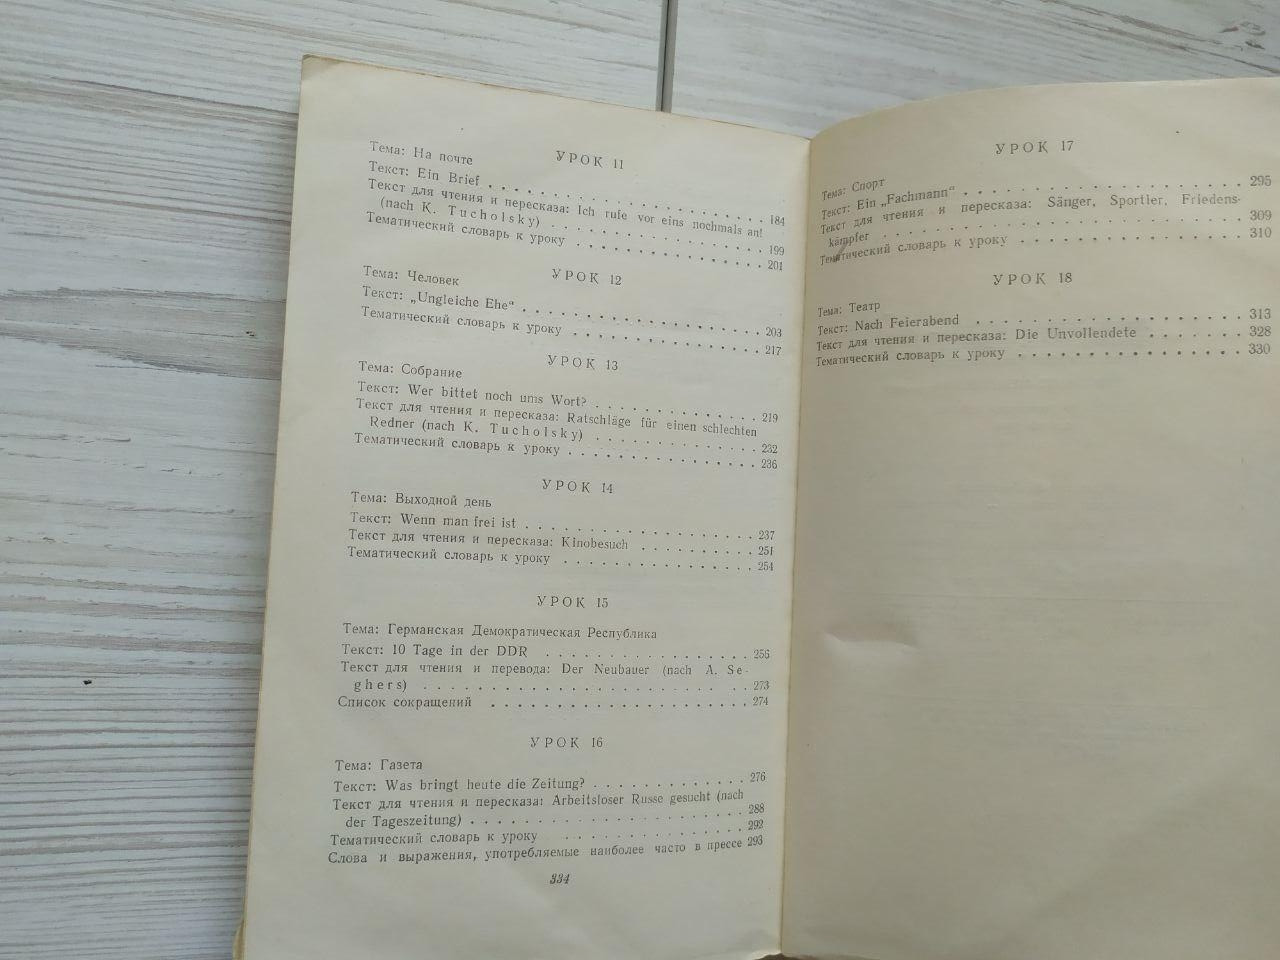 УРОК 11
Тема: На почте
Текст: Ein Brief . . . . . . . . . . . . . . . . . . . 184
Текст для чтения и пересказа: Ich rufe vor eins nochmals an!
(nach K. Tucholsky) . . . . . . . . . . . . . . . 199
Тематический словарь к уроку . . . . . . . . . . . . . 201
УРОК 12
Тема: Человек
Текст: „Ungleiche Ehe“ . . . . . . . . . . . . . . . . 203
Тематический словарь к уроку . . . . . . . . . . . . . 217
УРОК 13
Тема: Собрание
Текст: Wer bittet noch ums Wort? . . . . . . . . . . . 219
Текст для чтения и пересказа: Ratschläge für einen schlechten
Redner (nach K. Tucholsky) . . . . . . . . . . . 232
Тематический словарь к уроку . . . . . . . . . . . . . 236
УРОК 14
Тема: Выходной день
Текст: Wenn man frei ist . . . . . . . . . . . . . . . 237
Текст для чтения и пересказа: Kinobesuch . . . . . . . . 251
Тематический словарь к уроку . . . . . . . . . . . . . 254
УРОК 15
Тема: Германская Демократическая Республика
Текст: 10 Tage in der DDR . . . . . . . . . . . . . . 256
Текст для чтения и перевода: Der Neubauer (nach A. Se-
ghers) . . . . . . . . . . . . . . . . . . . 273
Список сокращений . . . . . . . . . . . . . . . . . 274
УРОК 16
Тема: Газета
Текст: Was bringt heute die Zeitung? . . . . . . . . . . 276
Текст для чтения и пересказа: Arbeitsloser Russe gesucht (nach
der Tageszeitung) . . . . . . . . . . . . . . . . 288
Тематический словарь к уроку . . . . . . . . . . . . . 292
Слова и выражения, употребляемые наиболее часто в прессе 293
334
УРОК 17
Тема: Спорт
Текст: Ein „Fachmann“ . . . . . . . . . . . . . . . . 295
Текст для чтения и пересказа: Sänger, Sportler, Friedens-
kämpfer . . . . . . . . . . . . . . . . . . . 309
Тематический словарь к уроку . . . . . . . . . . . . . 310
УРОК 18
Тема: Театр
Текст: Nach Feierabend . . . . . . . . . . . . . . . . 313
Текст для чтения и пересказа: Die Unvollendete . . . . . . 328
Тематический словарь к уроку . . . . . . . . . . . . . 330